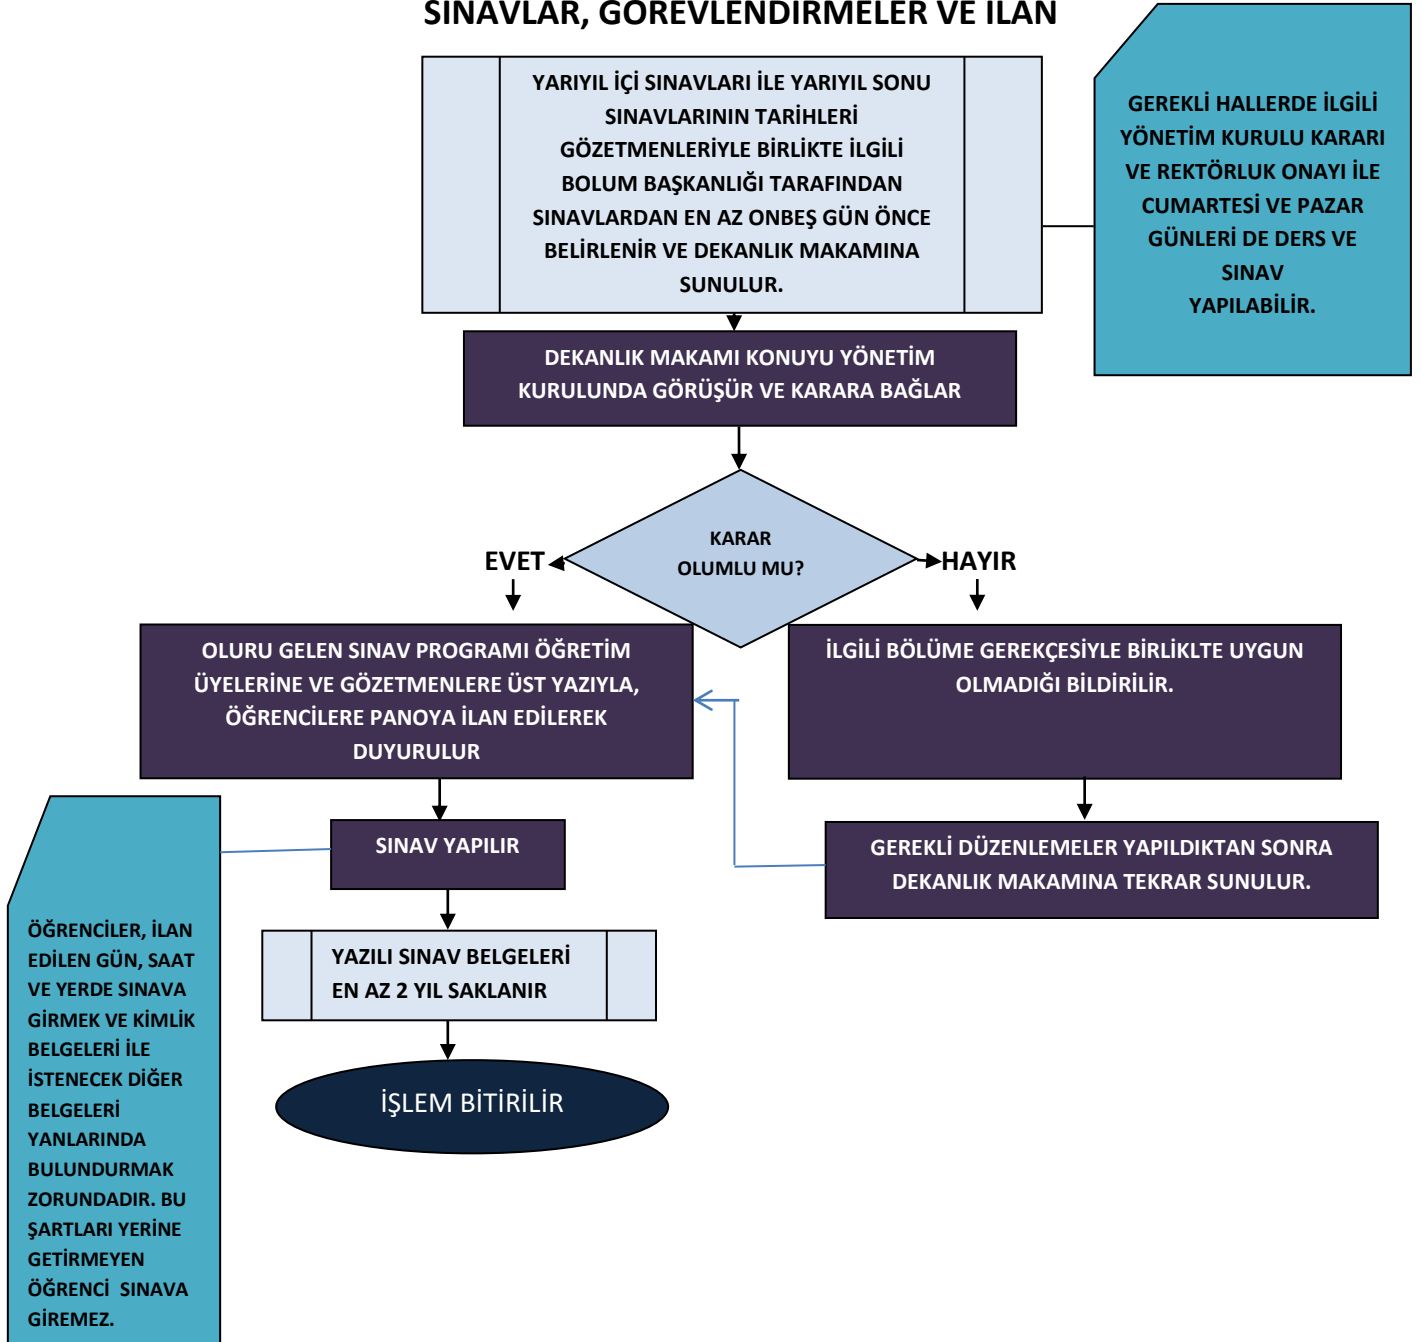 SINAVLAR, GÖREVLENDİRMELER VE İLAN
YARIYIL İÇİ SINAVLARI İLE YARIYIL SONU
SINAVLARININ TARİHLERİ
GÖZETMENLERİYLE BİRLİKTE İLGİLİ
BOLUM BAŞKANLIĞI TARAFINDAN
SINAVLARDAN EN AZ ONBEŞ GÜN ÖNCE
BELİRLENİR VE DEKANLIK MAKAMINA
SUNULUR.
GEREKLİ HALLERDE İLGİLİ
YÖNETİM KURULU KARARI
VE REKTÖRLUK ONAYI İLE
CUMARTESİ VE PAZAR
GÜNLERİ DE DERS VE
SINAV
YAPILABİLİR.
DEKANLIK MAKAMI KONUYU YÖNETİM
KURULUNDA GÖRÜŞÜR VE KARARA BAĞLAR
KARAR
OLUMLU MU?
EVET
HAYIR
OLURU GELEN SINAV PROGRAMI ÖĞRETİM
ÜYELERİNE VE GÖZETMENLERE ÜST YAZIYLA,
ÖĞRENCİLERE PANOYA İLAN EDİLEREK
DUYURULUR
İLGİLİ BÖLÜME GEREKÇESİYLE BİRLİKLTE UYGUN
OLMADIĞI BİLDİRİLİR.
SINAV YAPILIR
GEREKLİ DÜZENLEMELER YAPILDIKTAN SONRA
DEKANLIK MAKAMINA TEKRAR SUNULUR.
ÖĞRENCİLER, İLAN
EDİLEN GÜN, SAAT
VE YERDE SINAVA
GİRMEK VE KİMLİK
BELGELERİ İLE
İSTENECEK DİĞER
BELGELERİ
YANLARINDA
BULUNDURMAK
ZORUNDADIR. BU
ŞARTLARI YERİNE
GETİRMEYEN
ÖĞRENCİ  SINAVA
GİREMEZ.
YAZILI SINAV BELGELERİ
EN AZ 2 YIL SAKLANIR
İŞLEM BİTİRİLİR